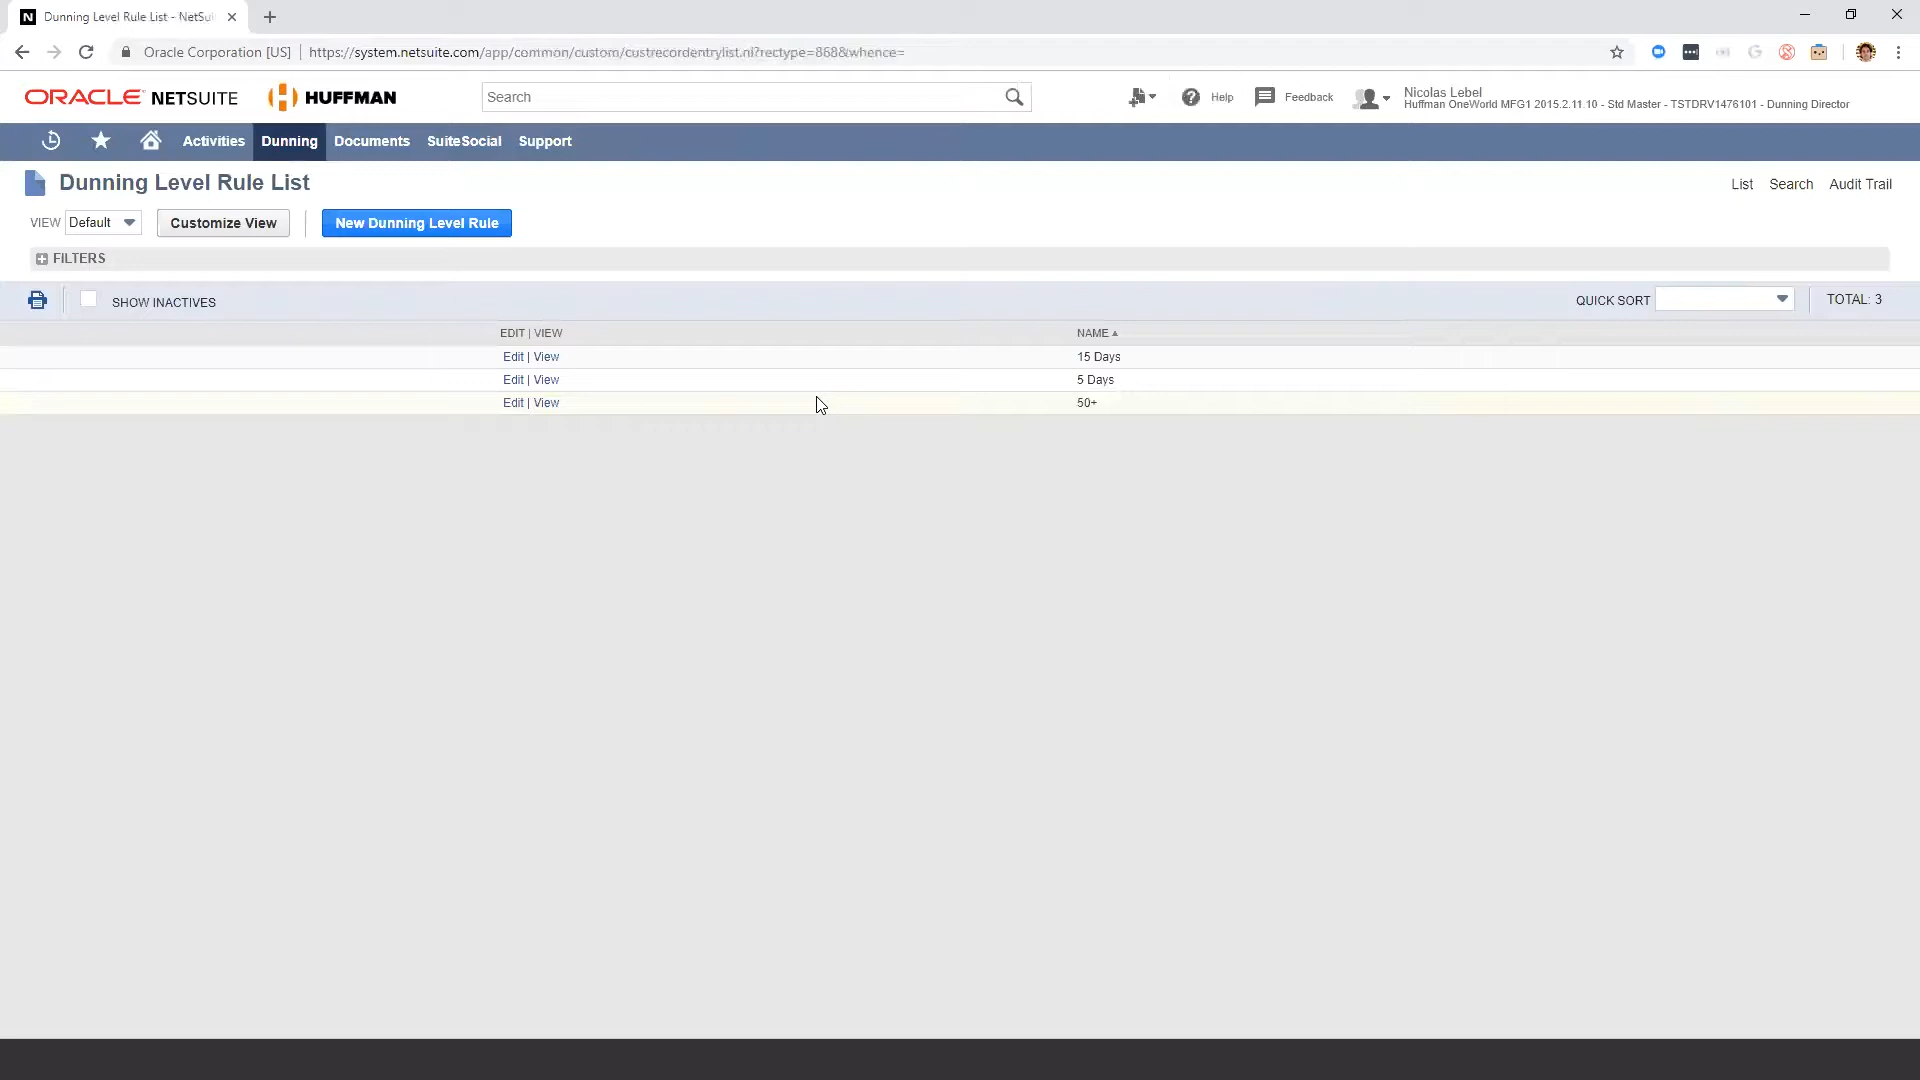 Dunning Level Rule List - NetSui
Oracle Corporation [US]
https://system.netsuite.com/app/common/custom/custrecordentrylist.nl?rectype=868&whence=
ORACLE NETSUITE
HUFFMAN
Search
Help
Feedback
Nicolas Lebel
Huffman OneWorld MFG1 2015.2.11.10 - Std Master - TSTDRV1476101 - Dunning Director
Activities
Dunning
Documents
SuiteSocial
Support
Dunning Level Rule List
List
Search
Audit Trail
VIEW
Default
Customize View
New Dunning Level Rule
FILTERS
SHOW INACTIVES
QUICK SORT
TOTAL: 3
EDIT | VIEW
NAME
Edit | View
15 Days
Edit | View
5 Days
Edit | View
50+